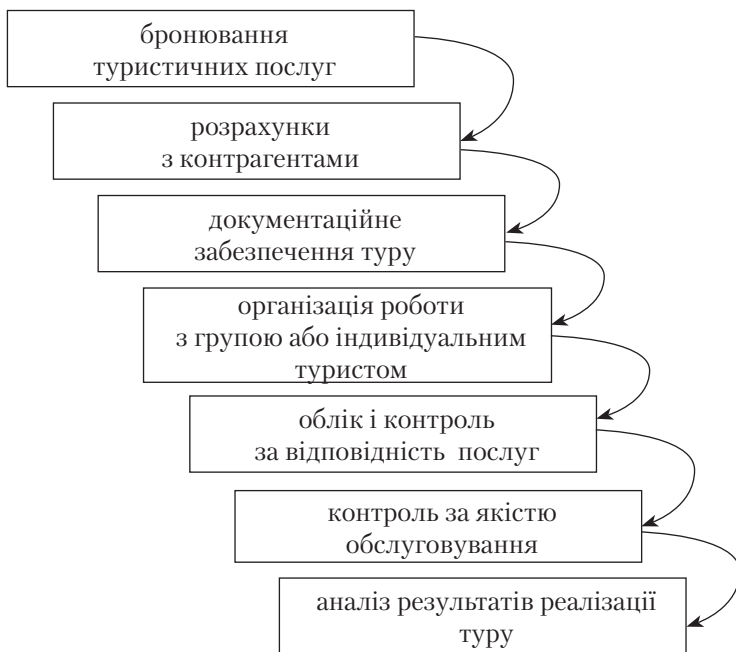 бронювання
туристичних послуг
розрахунки
з контрагентами
документаційне
забезпечення туру
організація роботи
з групою або індивідуальним
туристом
облік і контроль
за відповідність послуг
контроль за якістю
обслуговування
аналіз результатів реалізації
туру